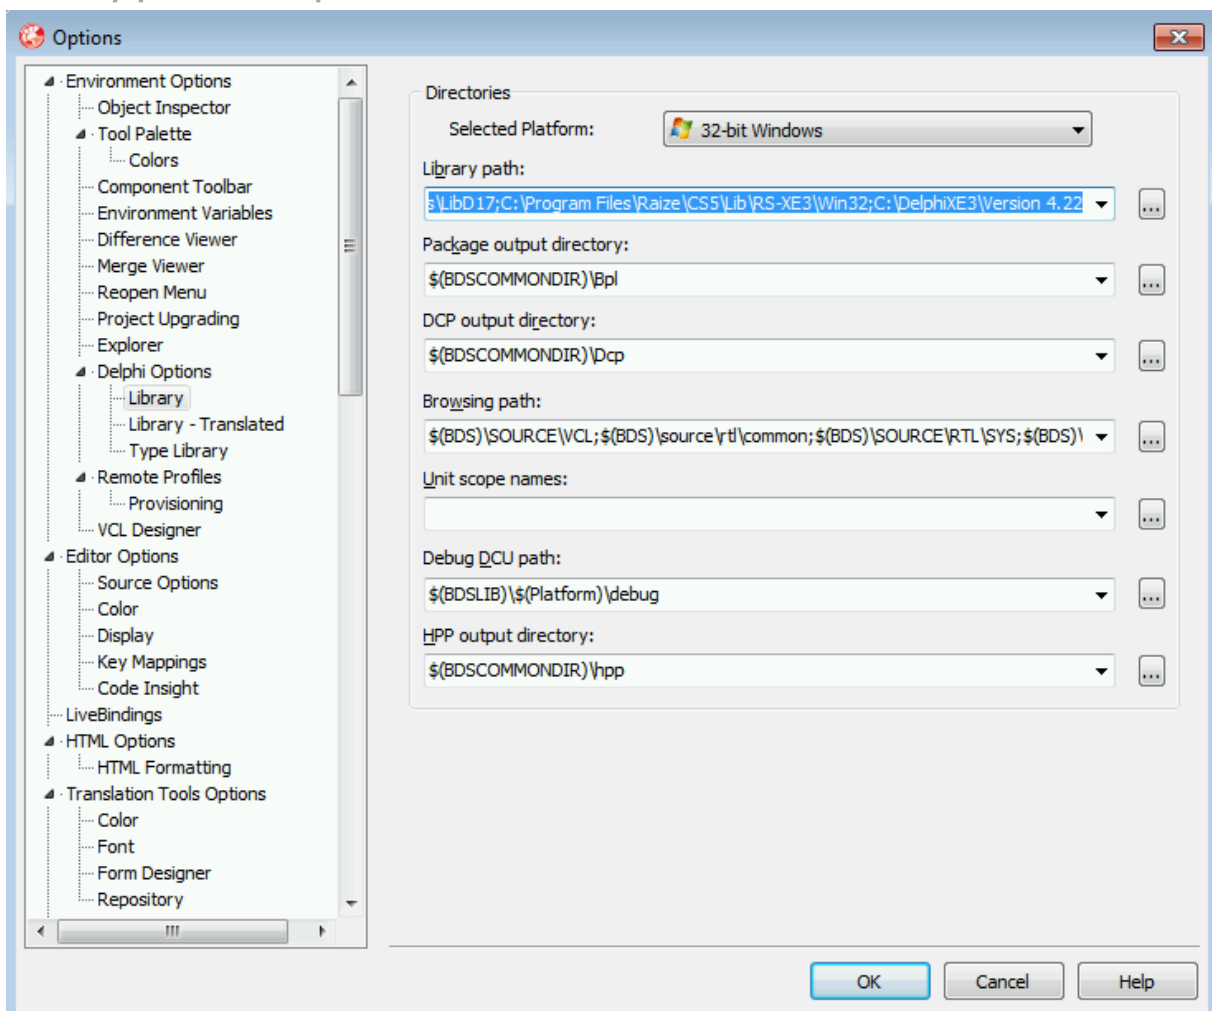 Options
Environment Options
Object Inspector
Tool Palette
Colors
Component Toolbar
Environment Variables
Difference Viewer
Merge Viewer
Reopen Menu
Project Upgrading
Explorer
Delphi Options
Library
Library - Translated
Type Library
Remote Profiles
Provisioning
VCL Designer
Editor Options
Source Options
Color
Display
Key Mappings
Code Insight
LiveBindings
HTML Options
HTML Formatting
Translation Tools Options
Color
Font
Form Designer
Repository
Directories
Selected Platform: 32-bit Windows
Library path:
s\LibD17;C:\Program Files\Raize\CS5\Lib\RS-XE3\Win32;C:\DelphiXE3\Version 4.22
...
Package output directory:
$(BDSCOMMONDIR)\Bpl
...
DCP output directory:
$(BDSCOMMONDIR)\Dcp
...
Browsing path:
$(BDS)\SOURCE\VCL;$(BDS)\source\rtl\common;$(BDS)\SOURCE\RTL\SYS;$(BDS)\
...
Unit scope names:
...
Debug DCU path:
$(BDSLIB)\$(Platform)\debug
...
HPP output directory:
$(BDSCOMMONDIR)\hpp
...
OK Cancel Help